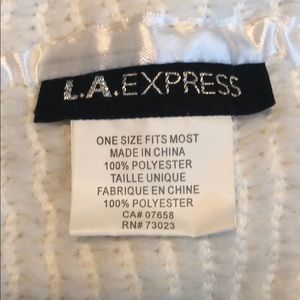 L.A.EXPRESS
ONE SIZE FITS MOST
MADE IN CHINA
100% POLYESTER
TAILLE UNIQUE
FABRIQUE EN CHINE
100% POLYESTER
CA# 07658
RN# 73023